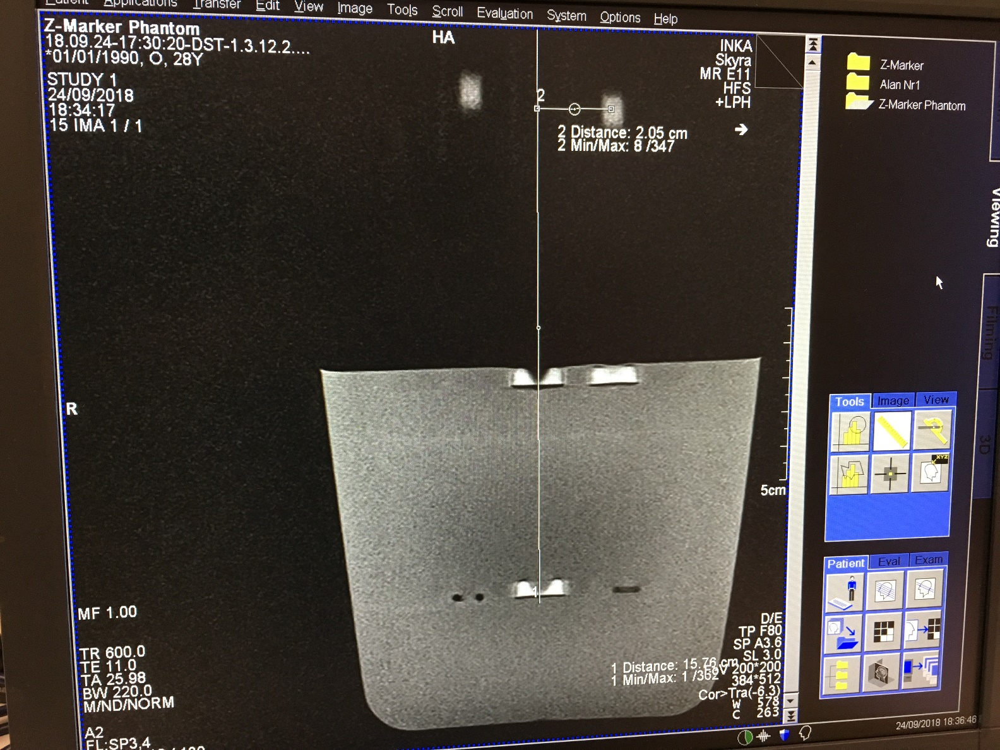 Patient Applications Transfer Edit View Image Tools Scroll Evaluation System Options Help
Z-Marker Phantom
18.09.24-17:30:20-DST-1.3.12.2....
*01/01/1990, O, 28Y
STUDY 1
24/09/2018
18:34:17
15 IMA 1 / 1
HA
INKA
Skyra
MR E11
HFS
+LPH
2
2 Distance: 2.05 cm
2 Min/Max: 8 /347
Z-Marker
Alan Nr1
Z-Marker Phantom
Viewing
Filming
3D
R
5cm
Tools Image View
XYZ
Patient Eval Exam
1
MF 1.00
TR 600.0
TE 11.0
TA 25.98
BW 220.0
M/ND/NORM
A2
FL:SP3,4
D/E
TP F80
SP A3.6
SL 3.0
1 Distance: 15.76 cm
FoV 200*200
1 Min/Max: 1 /352
384*512
Cor>Tra(-6.3)
W 578
C 263
24/09/2018 18:36:46